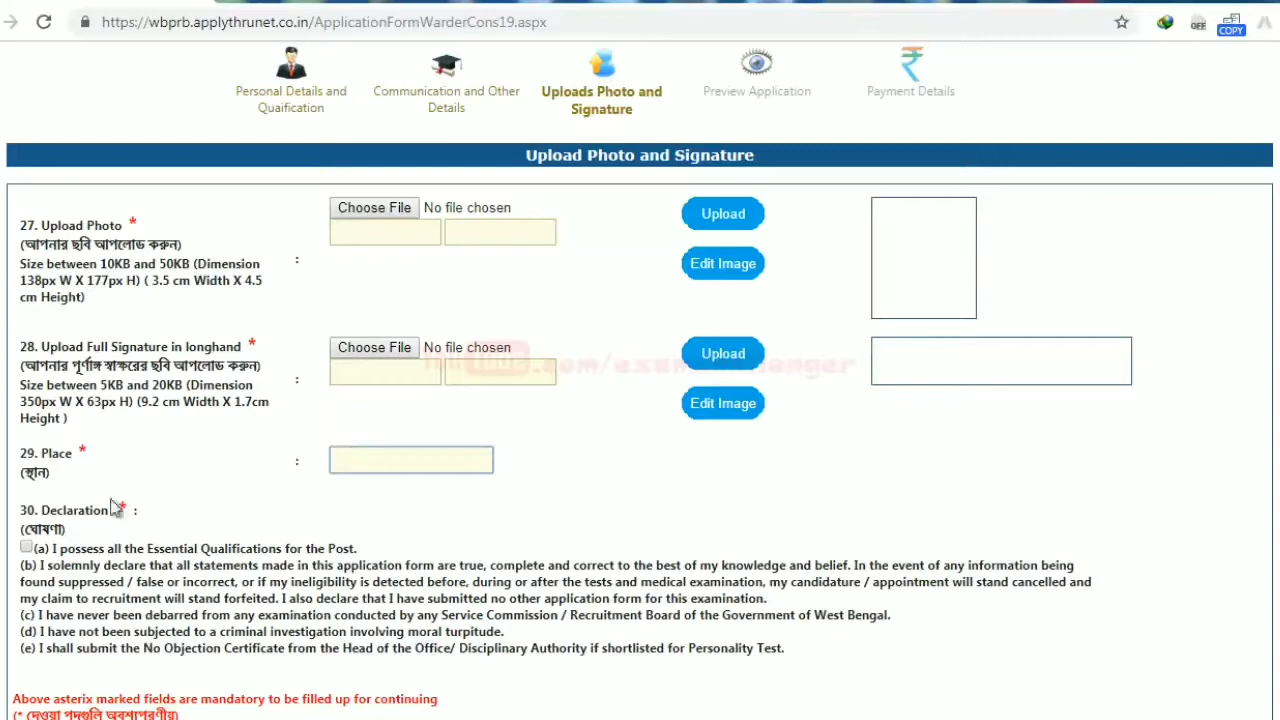 https://wbprb.applythrunet.co.in/ApplicationFormWarderCons19.aspx
OFF
COPY
Personal Details and Quaification
Communication and Other Details
Uploads Photo and Signature
Preview Application
Payment Details
Upload Photo and Signature
27. Upload Photo *
(আপনার ছবি আপলোড করুন)
Size between 10KB and 50KB (Dimension
138px W X 177px H) ( 3.5 cm Width X 4.5
cm Height)
:
Choose File No file chosen
Upload
Edit Image
28. Upload Full Signature in longhand *
(আপনার পূর্ণাঙ্গ স্বাক্ষরের ছবি আপলোড করুন)
Size between 5KB and 20KB (Dimension
350px W X 63px H) (9.2 cm Width X 1.7cm
Height )
:
Choose File No file chosen
Upload
Edit Image
29. Place *
(স্থান)
:
30. Declaration * :
(ঘোষণা)
(a) I possess all the Essential Qualifications for the Post.
(b) I solemnly declare that all statements made in this application form are true, complete and correct to the best of my knowledge and belief. In the event of any information being
found suppressed / false or incorrect, or if my ineligibility is detected before, during or after the tests and medical examination, my candidature / appointment will stand cancelled and
my claim to recruitment will stand forfeited. I also declare that I have submitted no other application form for this examination.
(c) I have never been debarred from any examination conducted by any Service Commission / Recruitment Board of the Government of West Bengal.
(d) I have not been subjected to a criminal investigation involving moral turpitude.
(e) I shall submit the No Objection Certificate from the Head of the Office/ Disciplinary Authority if shortlisted for Personality Test.
Above asterix marked fields are mandatory to be filled up for continuing
(* দেওয়া পদগুলি অবশ্যপূরণীয়)